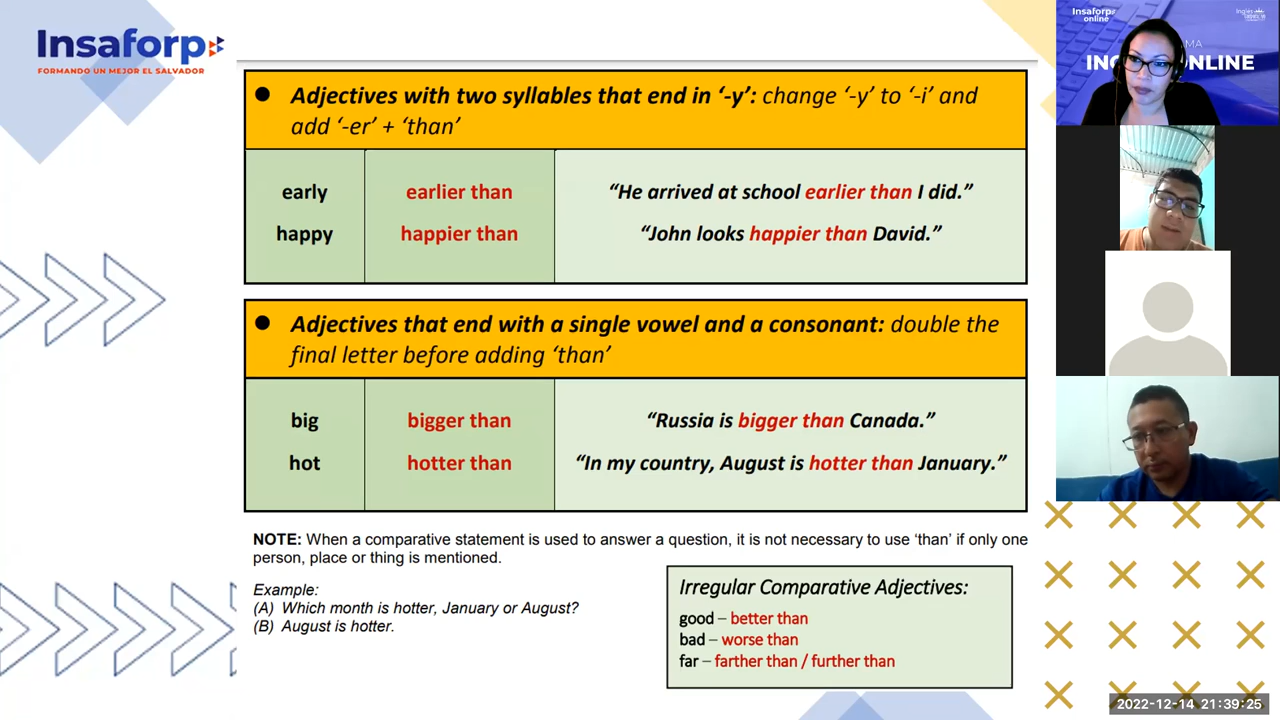 Insaforp
FORMANDO UN MEJOR EL SALVADOR
● Adjectives with two syllables that end in ‘-y’: change ‘-y’ to ‘-i’ and
add ‘-er’ + ‘than’
early earlier than “He arrived at school earlier than I did.”
happy happier than “John looks happier than David.”
● Adjectives that end with a single vowel and a consonant: double the
final letter before adding ‘than’
big bigger than “Russia is bigger than Canada.”
hot hotter than “In my country, August is hotter than January.”
NOTE: When a comparative statement is used to answer a question, it is not necessary to use ‘than’ if only one
person, place or thing is mentioned.
Example:
(A) Which month is hotter, January or August?
(B) August is hotter.
Irregular Comparative Adjectives:
good – better than
bad – worse than
far – farther than / further than
Insaforp
online
NLINE
2022-12-14 21:39:25